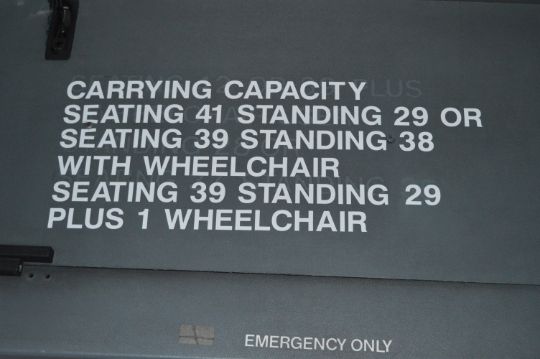 CARRYING CAPACITY
SEATING 41 STANDING 29 OR
SEATING 39 STANDING 38
WITH WHEELCHAIR
SEATING 39 STANDING 29
PLUS 1 WHEELCHAIR
EMERGENCY ONLY